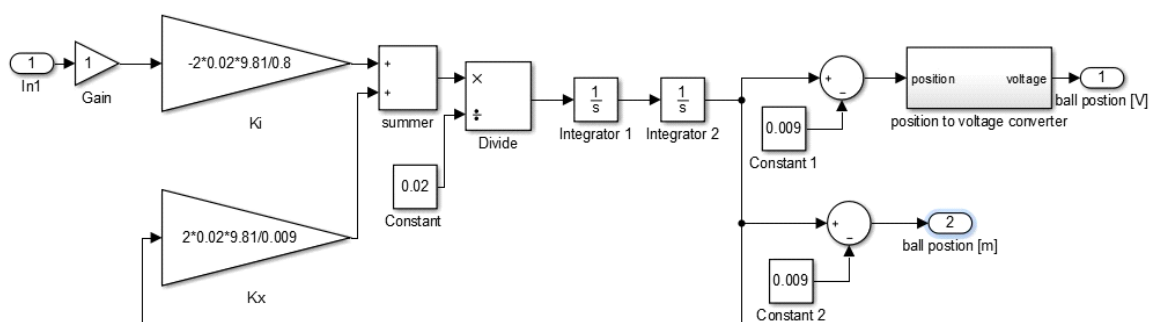 1
In1
1
Gain
-2*0.02*9.81/0.8
Ki
+
+
summer
×
÷
Divide
0.02
Constant
1
s
Integrator 1
1
s
Integrator 2
+
−
0.009
Constant 1
position
voltage
position to voltage converter
1
ball postion [V]
2*0.02*9.81/0.009
Kx
+
−
0.009
Constant 2
2
ball postion [m]